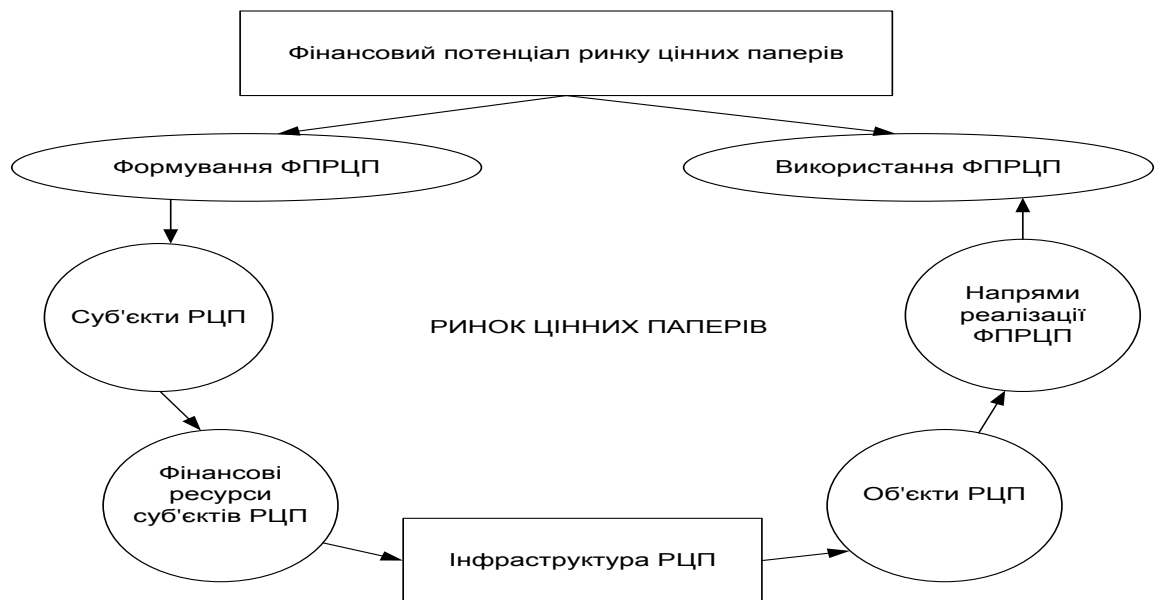 Фінансовий потенціал ринку цінних паперів
Формування ФПРЦП
Використання ФПРЦП
Суб'єкти РЦП
РИНОК ЦІННИХ ПАПЕРІВ
Напрями
реалізації
ФПРЦП
Фінансові
ресурси
суб'єктів РЦП
Інфраструктура РЦП
Об'єкти РЦП